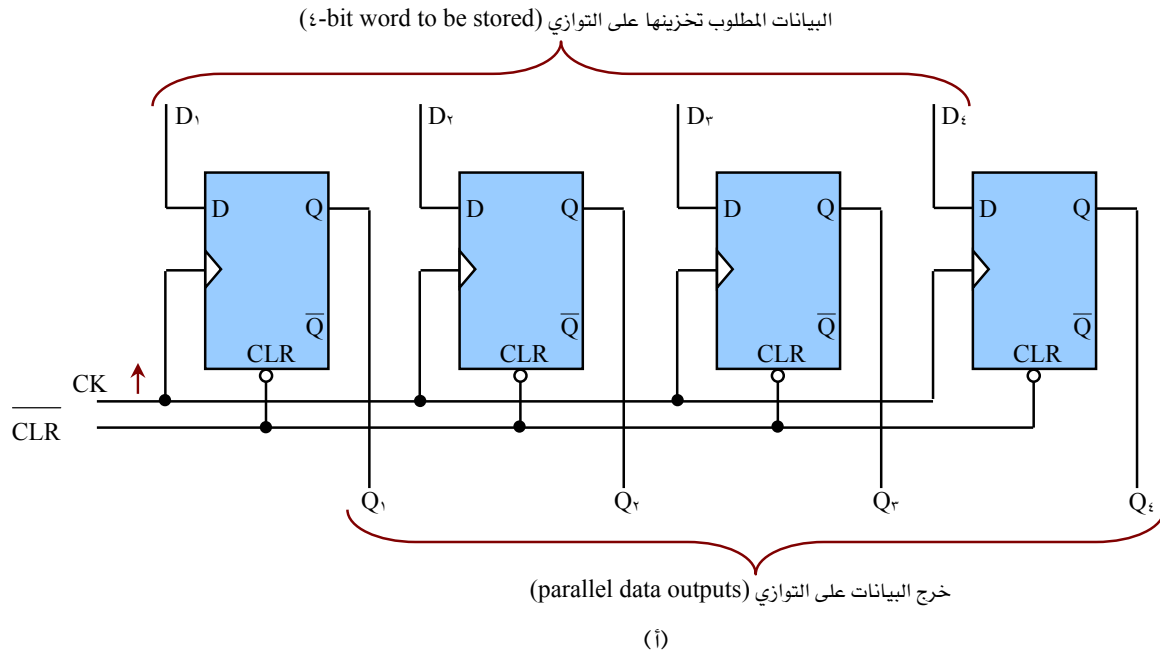 البيانات المطلوب تخزينها على التوازي (٤-bit word to be stored)
D١ D٢ D٣ D٤
D Q D Q D Q D Q
Q̅ Q̅ Q̅ Q̅
CLR CLR CLR CLR
CK
C̅L̅R̅
Q١ Q٢ Q٣ Q٤
خرج البيانات على التوازي (parallel data outputs)
(أ)